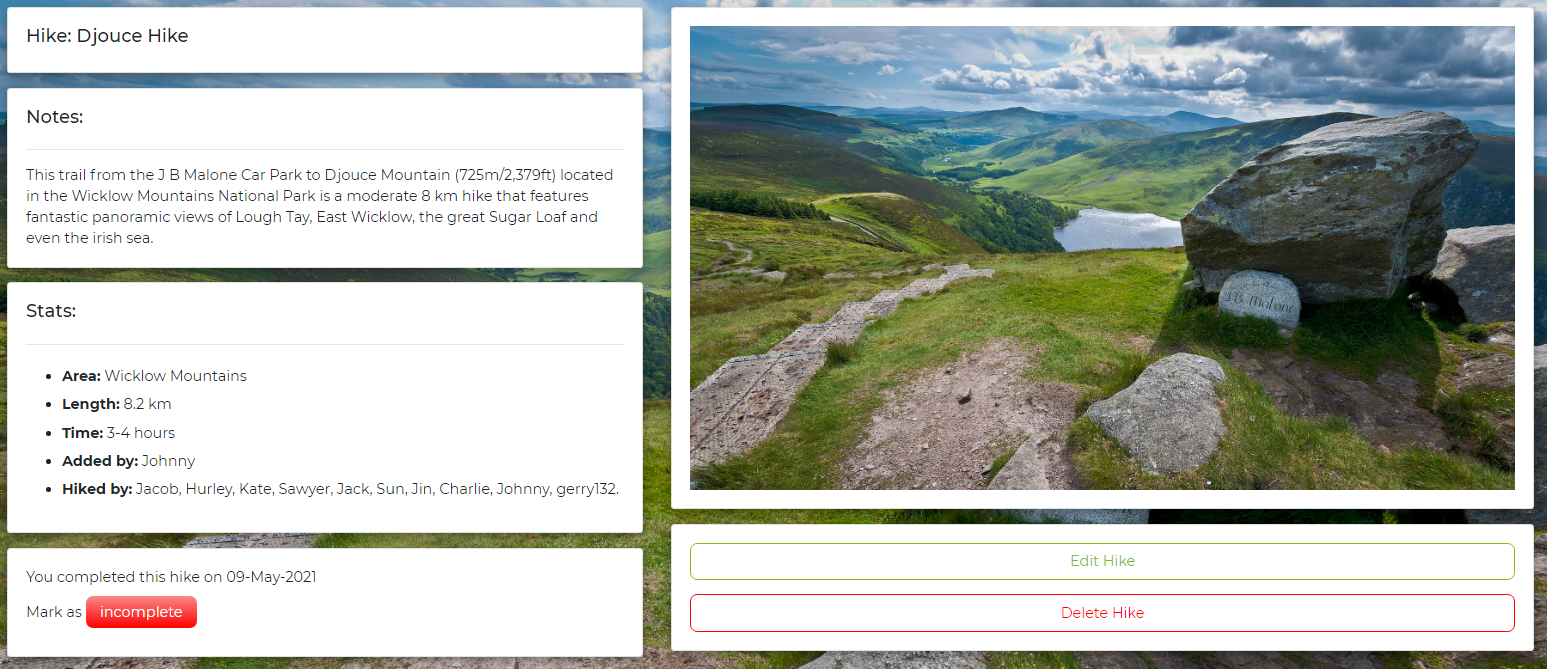 Hike: Djouce Hike
Notes:
This trail from the J B Malone Car Park to Djouce Mountain (725m/2,379ft) located
in the Wicklow Mountains National Park is a moderate 8 km hike that features
fantastic panoramic views of Lough Tay, East Wicklow, the great Sugar Loaf and
even the irish sea.
Stats:
Area: Wicklow Mountains
Length: 8.2 km
Time: 3-4 hours
Added by: Johnny
Hiked by: Jacob, Hurley, Kate, Sawyer, Jack, Sun, Jin, Charlie, Johnny, gerry132.
You completed this hike on 09-May-2021
Mark as incomplete
J·B·Malone
Edit Hike
Delete Hike